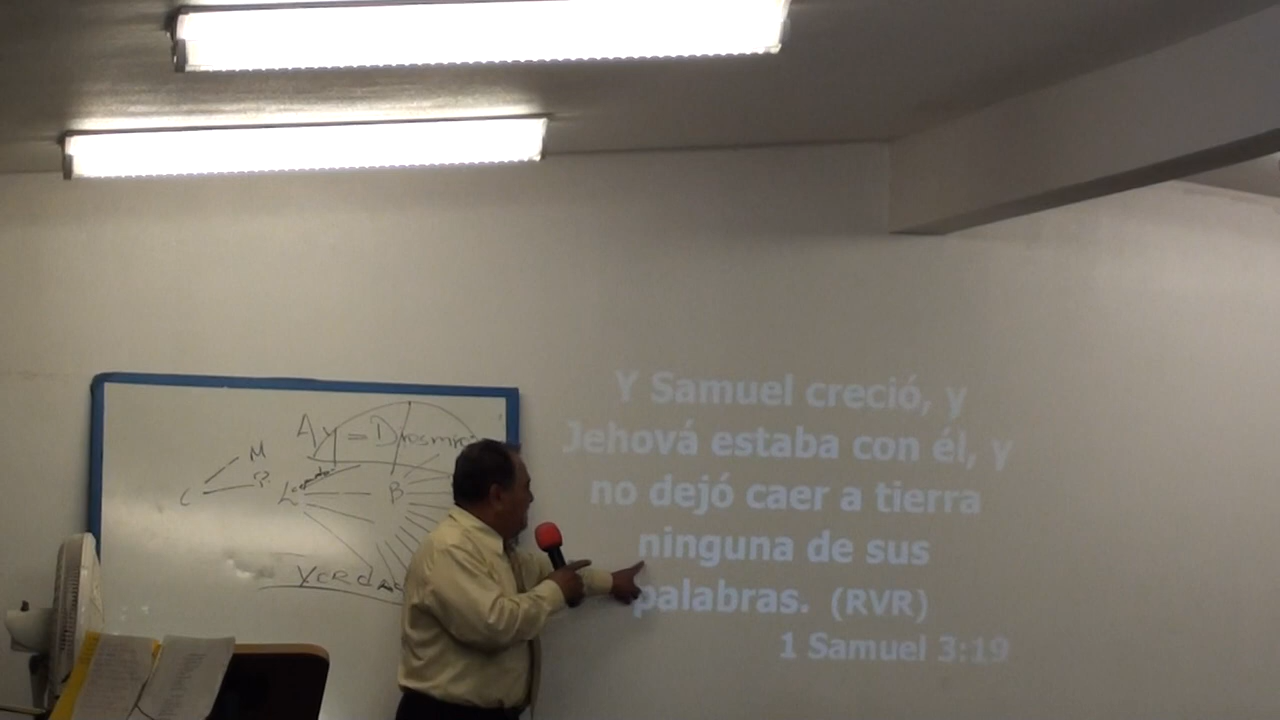 Y Samuel creció, y
Jehová estaba con él, y
no dejó caer a tierra
ninguna de sus
palabras. (RVR)
1 Samuel 3:19
Ay =
M
C
?
B